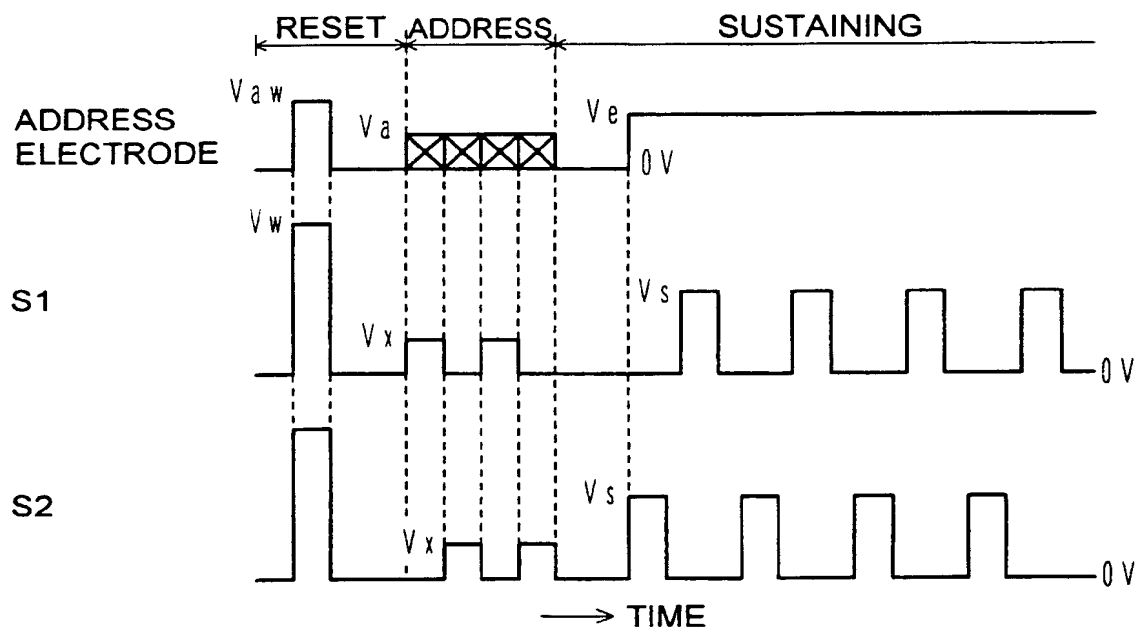 RESET ADDRESS SUSTAINING
Vaw
Va
Ve
ADDRESS
ELECTRODE
0V
Vw
S1
Vs
Vx
0V
S2
Vs
Vx
0V
TIME